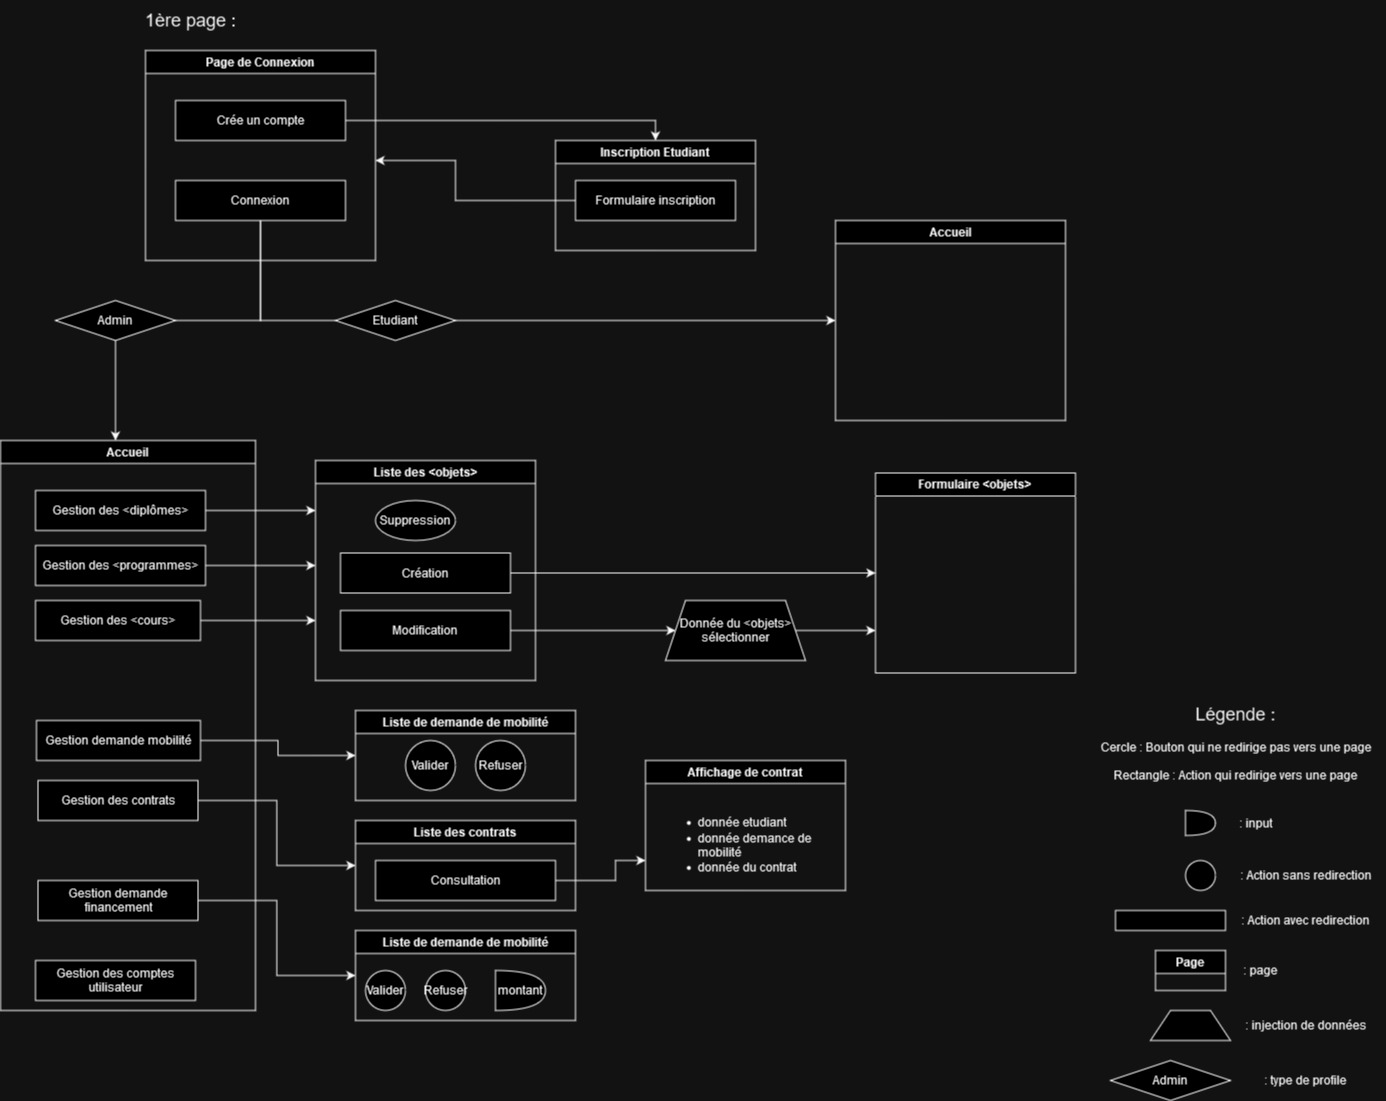 1ère page :
Page de Connexion
Crée un compte
Connexion
Inscription Etudiant
Formulaire inscription
Accueil
Admin
Etudiant
Accueil
Gestion des <diplômes>
Gestion des <programmes>
Gestion des <cours>
Gestion demande mobilité
Gestion des contrats
Gestion demande
financement
Gestion des comptes
utilisateur
Liste des <objets>
Suppression
Création
Modification
Donnée du <objets>
sélectionner
Formulaire <objets>
Liste de demande de mobilité
Valider
Refuser
Liste des contrats
Consultation
Affichage de contrat
• donnée etudiant
• donnée demance de
mobilité
• donnée du contrat
Liste de demande de mobilité
Valider
Refuser
montant
Légende :
Cercle : Bouton qui ne redirige pas vers une page
Rectangle : Action qui redirige vers une page
: input
: Action sans redirection
: Action avec redirection
Page
: page
: injection de données
Admin
: type de profile